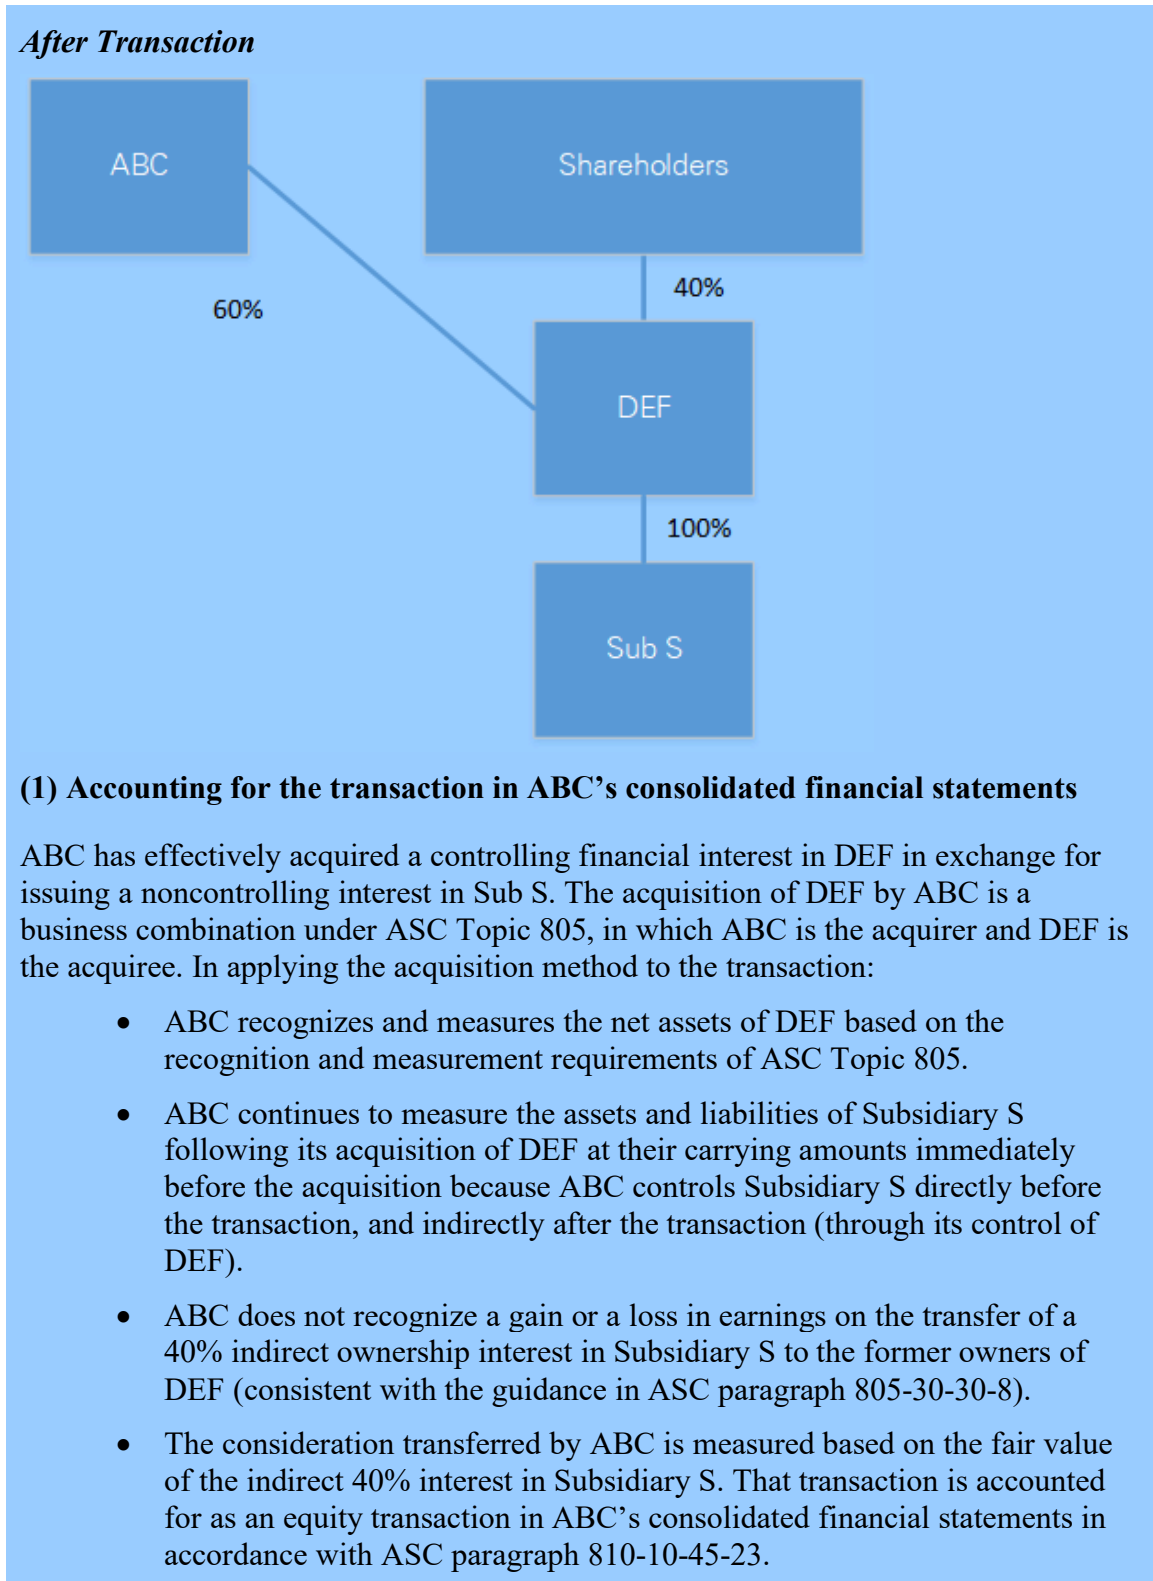 After Transaction
ABC
Shareholders
60%
40%
DEF
100%
Sub S
(1) Accounting for the transaction in ABC’s consolidated financial statements
ABC has effectively acquired a controlling financial interest in DEF in exchange for
issuing a noncontrolling interest in Sub S. The acquisition of DEF by ABC is a
business combination under ASC Topic 805, in which ABC is the acquirer and DEF is
the acquiree. In applying the acquisition method to the transaction:
• ABC recognizes and measures the net assets of DEF based on the
recognition and measurement requirements of ASC Topic 805.
• ABC continues to measure the assets and liabilities of Subsidiary S
following its acquisition of DEF at their carrying amounts immediately
before the acquisition because ABC controls Subsidiary S directly before
the transaction, and indirectly after the transaction (through its control of
DEF).
• ABC does not recognize a gain or a loss in earnings on the transfer of a
40% indirect ownership interest in Subsidiary S to the former owners of
DEF (consistent with the guidance in ASC paragraph 805-30-30-8).
• The consideration transferred by ABC is measured based on the fair value
of the indirect 40% interest in Subsidiary S. That transaction is accounted
for as an equity transaction in ABC’s consolidated financial statements in
accordance with ASC paragraph 810-10-45-23.